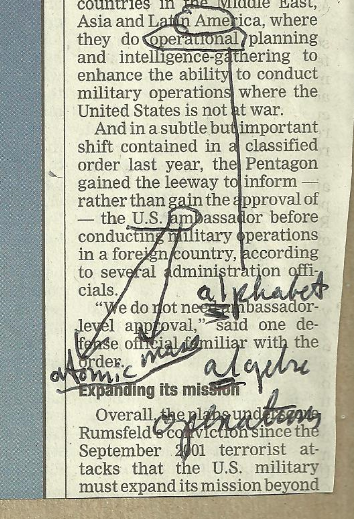 countries in the Middle East,
Asia and Latin America, where
they do operational planning
and intelligence-gathering to
enhance the ability to conduct
military operations where the
United States is not at war.
And in a subtle but important
shift contained in a classified
order last year, the Pentagon
gained the leeway to inform —
rather than gain the approval of
— the U.S. ambassador before
conducting military operations
in a foreign country, according
to several administration offi-
cials.
alphabet
“We do not need ambassador-
level approval,” said one de-
fense official familiar with the
order.
atomic mass
algebre
Expanding its mission
operations
Overall, the plans underscore
Rumsfeld's conviction since the
September 2001 terrorist at-
tacks that the U.S. military
must expand its mission beyond